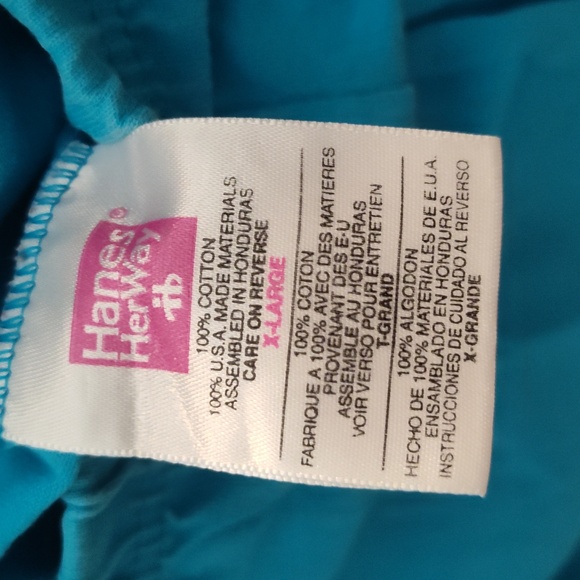 Hanes®
HerWay
100% COTTON
100% U.S.A. MADE MATERIALS
ASSEMBLED IN HONDURAS
CARE ON REVERSE
X-LARGE
100% COTON
FABRIQUE A 100% AVEC DES MATIERES
PROVENANT DES E-U
ASSEMBLE AU HONDURAS
VOIR VERSO POUR ENTRETIEN
T-GRAND
100% ALGODON
HECHO DE 100% MATERIALES DE E.U.A.
ENSAMBLADO EN HONDURAS
INSTRUCCIONES DE CUIDADO AL REVERSO
X-GRANDE